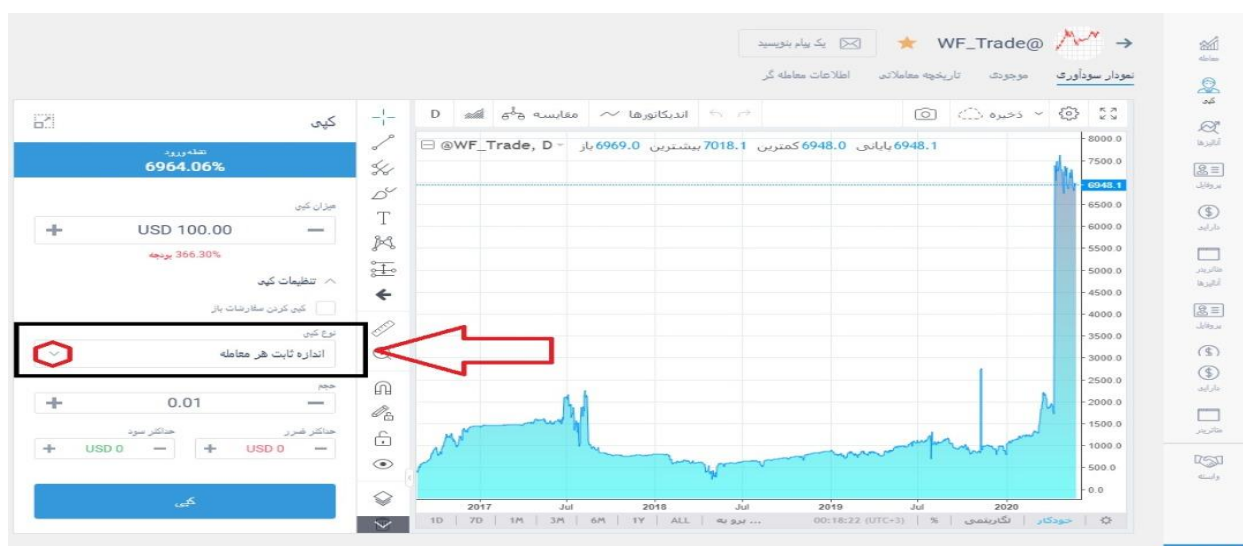 @WF_Trade
یک پیام بنویسید
نمودار سودآوری
موجودی
تاریخچه معاملاتی
اطلاعات معامله گر
معامله
کپی
آنالیزها
پروفایل
دارایی
آنالیزها
پروفایل
دارایی
وابسته
ذخیره
اندیکاتورها
مقایسه
D
@WF_Trade, D
باز 6969.0 بیشترین 7018.1 کمترین 6948.0 پایانی 6948.1
8000.0
7500.0
6948.1
6500.0
6000.0
5500.0
5000.0
4500.0
4000.0
3500.0
3000.0
2500.0
2000.0
1500.0
1000.0
500.0
0.0
2017
Jul
2018
Jul
2019
Jul
2020
1D
7D
1M
3M
6M
1Y
ALL
برو به ...
00:18:22 (UTC+3)
%
لگاریتمی
خودکار
کپی
نقطه ورود
6964.06%
میزان کپی
USD 100.00
366.30% بودجه
تنظیمات کپی
کپی کردن سفارشات باز
نوع کپی
اندازه ثابت هر معامله
حجم
0.01
حداکثر ضرر
حداکثر سود
USD 0
USD 0
کپی